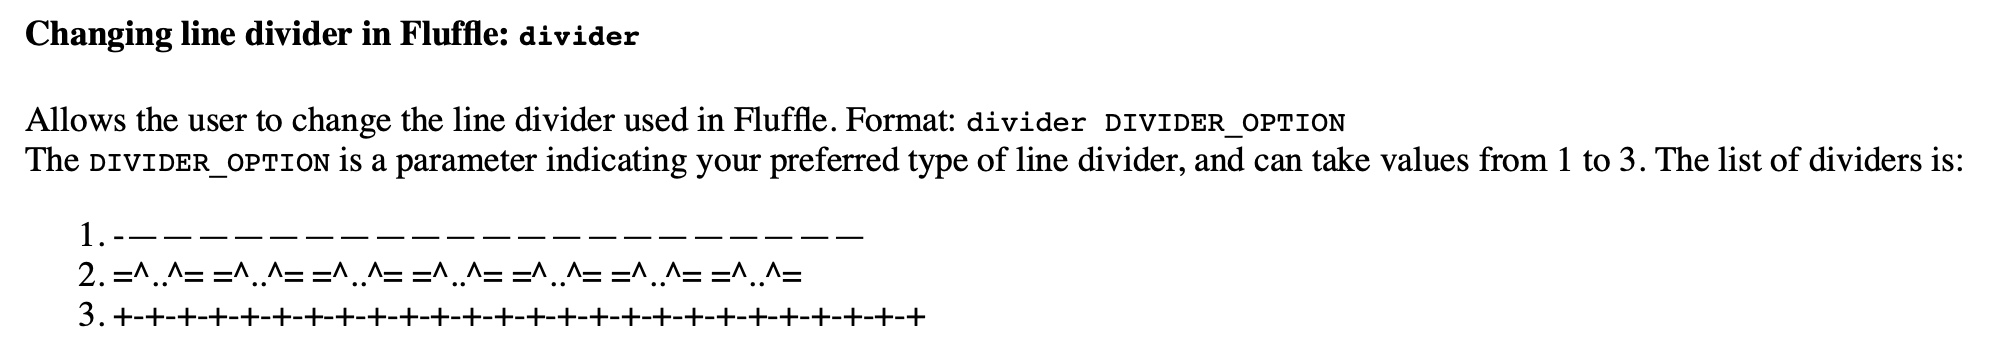 Changing line divider in Fluffle: divider
Allows the user to change the line divider used in Fluffle. Format: divider DIVIDER_OPTION
The DIVIDER_OPTION is a parameter indicating your preferred type of line divider, and can take values from 1 to 3. The list of dividers is:
1. -— — — — — — — — — — — — — — — — — — — — —
2. =^..^= =^..^= =^..^= =^..^= =^..^= =^..^= =^..^=
3. +-+-+-+-+-+-+-+-+-+-+-+-+-+-+-+-+-+-+-+-+-+-+-+-+-+